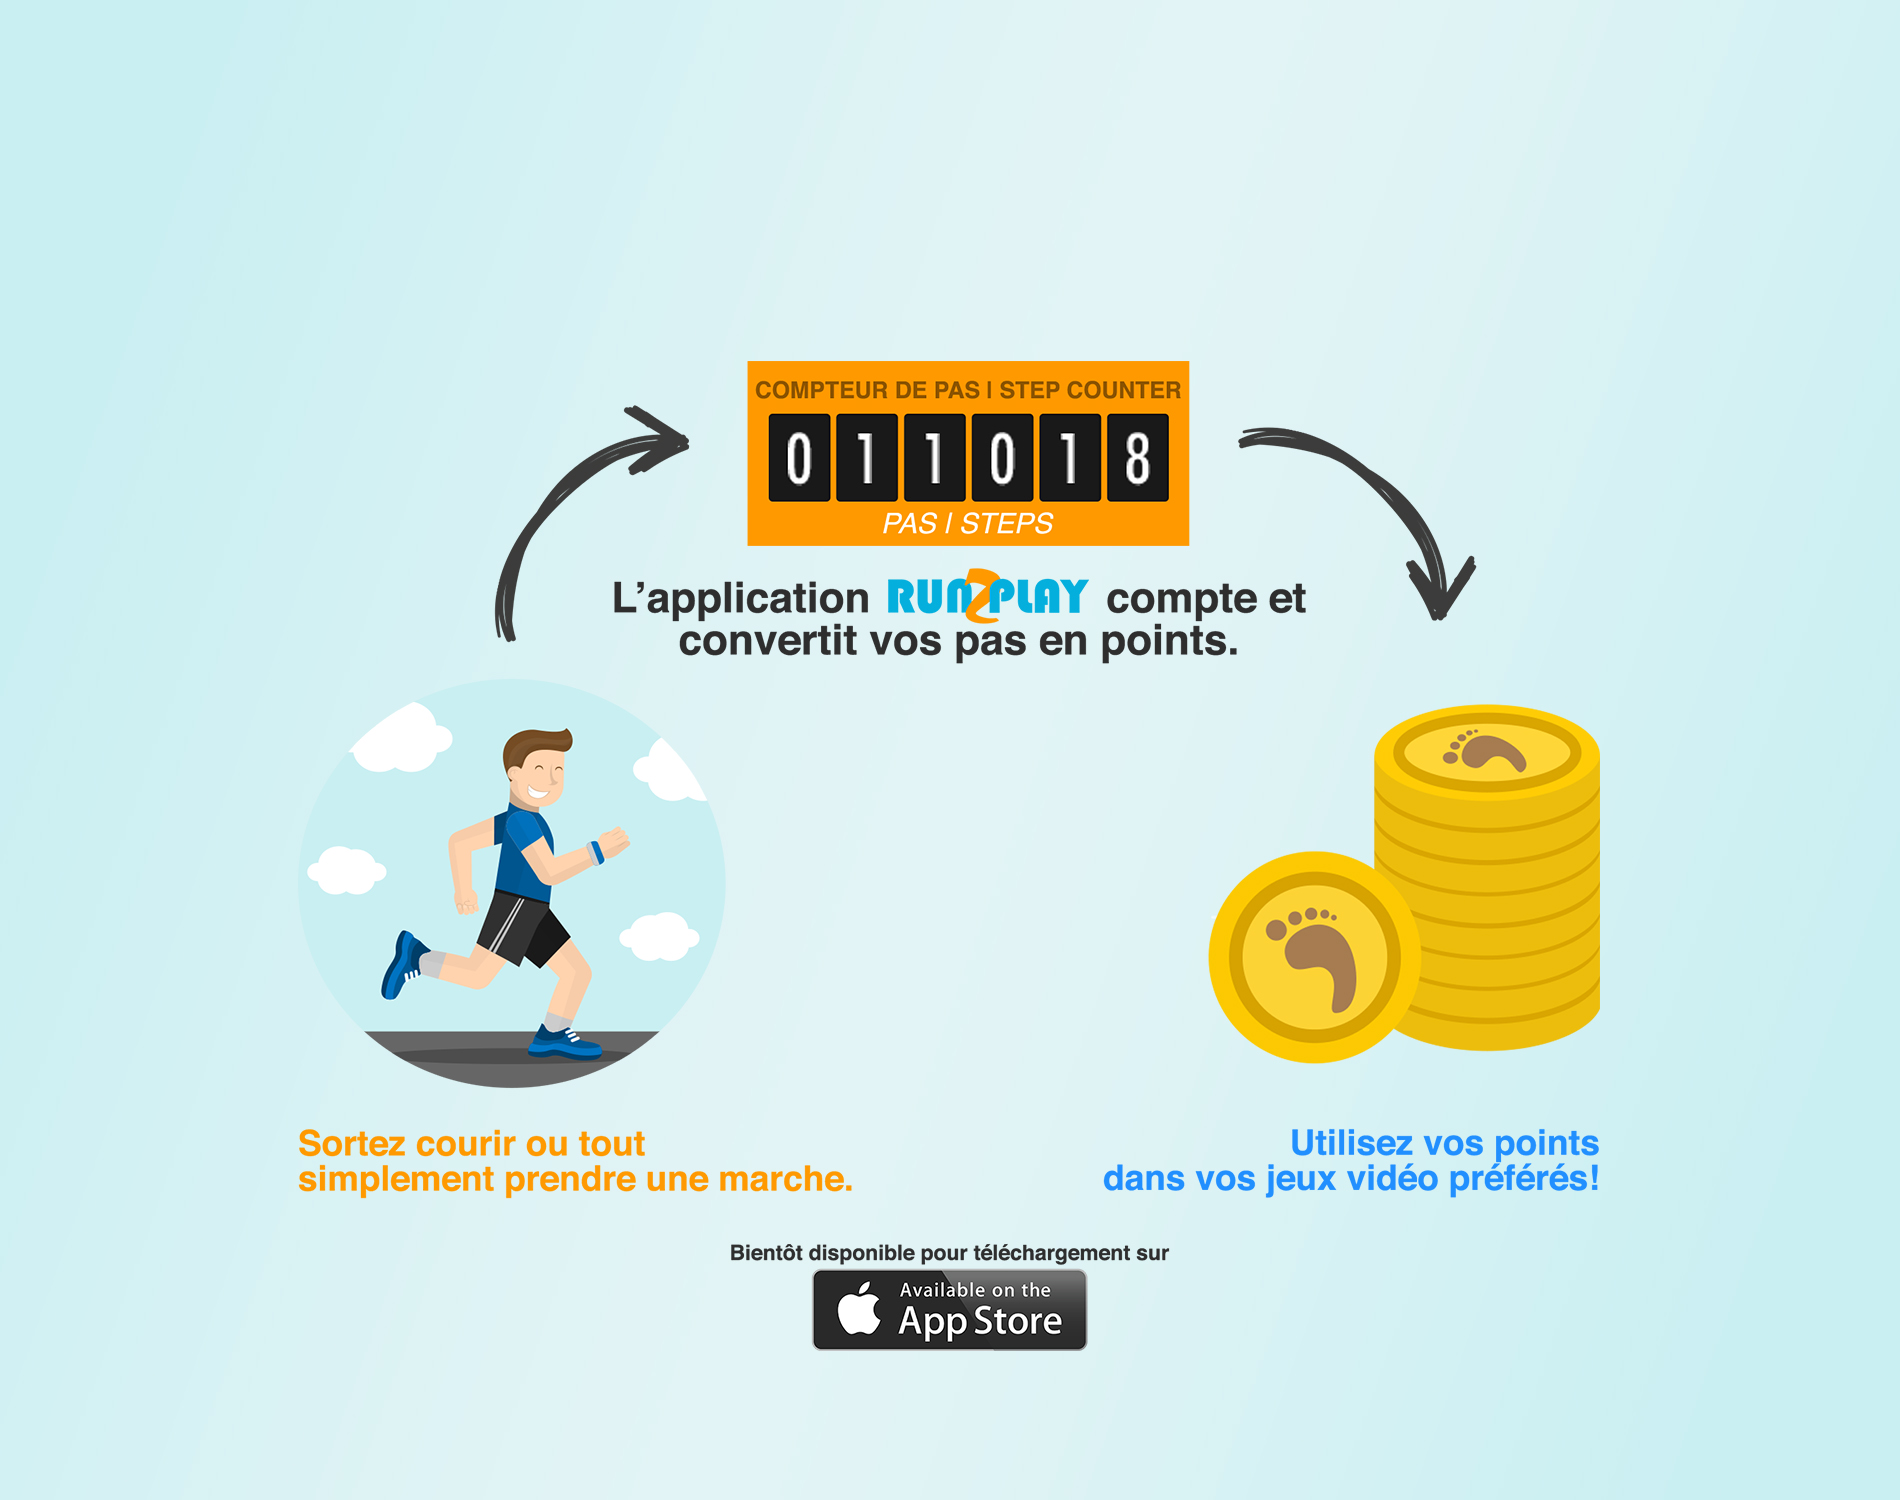 COMPTEUR DE PAS | STEP COUNTER
011018
PAS | STEPS
L’application RUN2PLAY compte et
convertit vos pas en points.
Sortez courir ou tout
simplement prendre une marche.
Utilisez vos points
dans vos jeux vidéo préférés!
Bientôt disponible pour téléchargement sur
Available on the
App Store